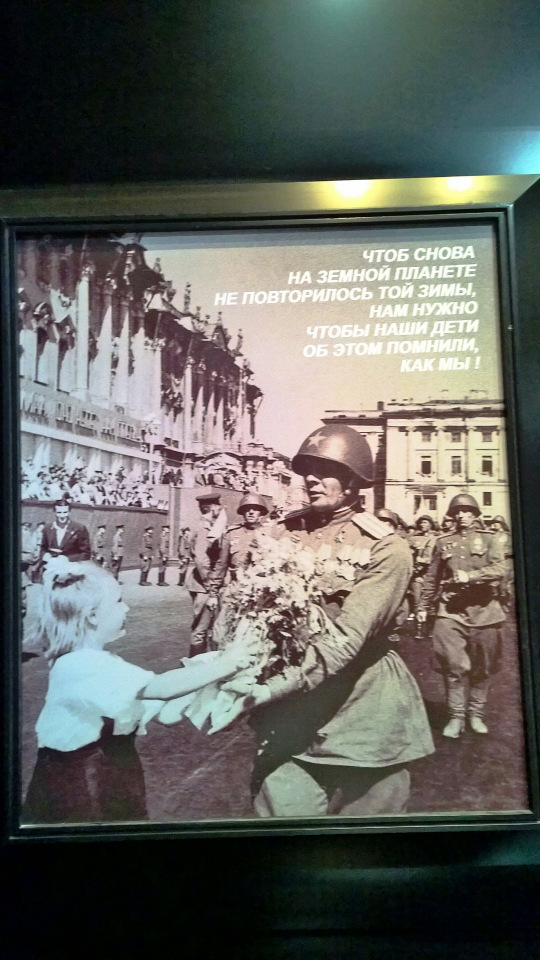 ЧТОБ СНОВА
НА ЗЕМНОЙ ПЛАНЕТЕ
НЕ ПОВТОРИЛОСЬ ТОЙ ЗИМЫ,
НАМ НУЖНО
ЧТОБЫ НАШИ ДЕТИ
ОБ ЭТОМ ПОМНИЛИ,
КАК МЫ !